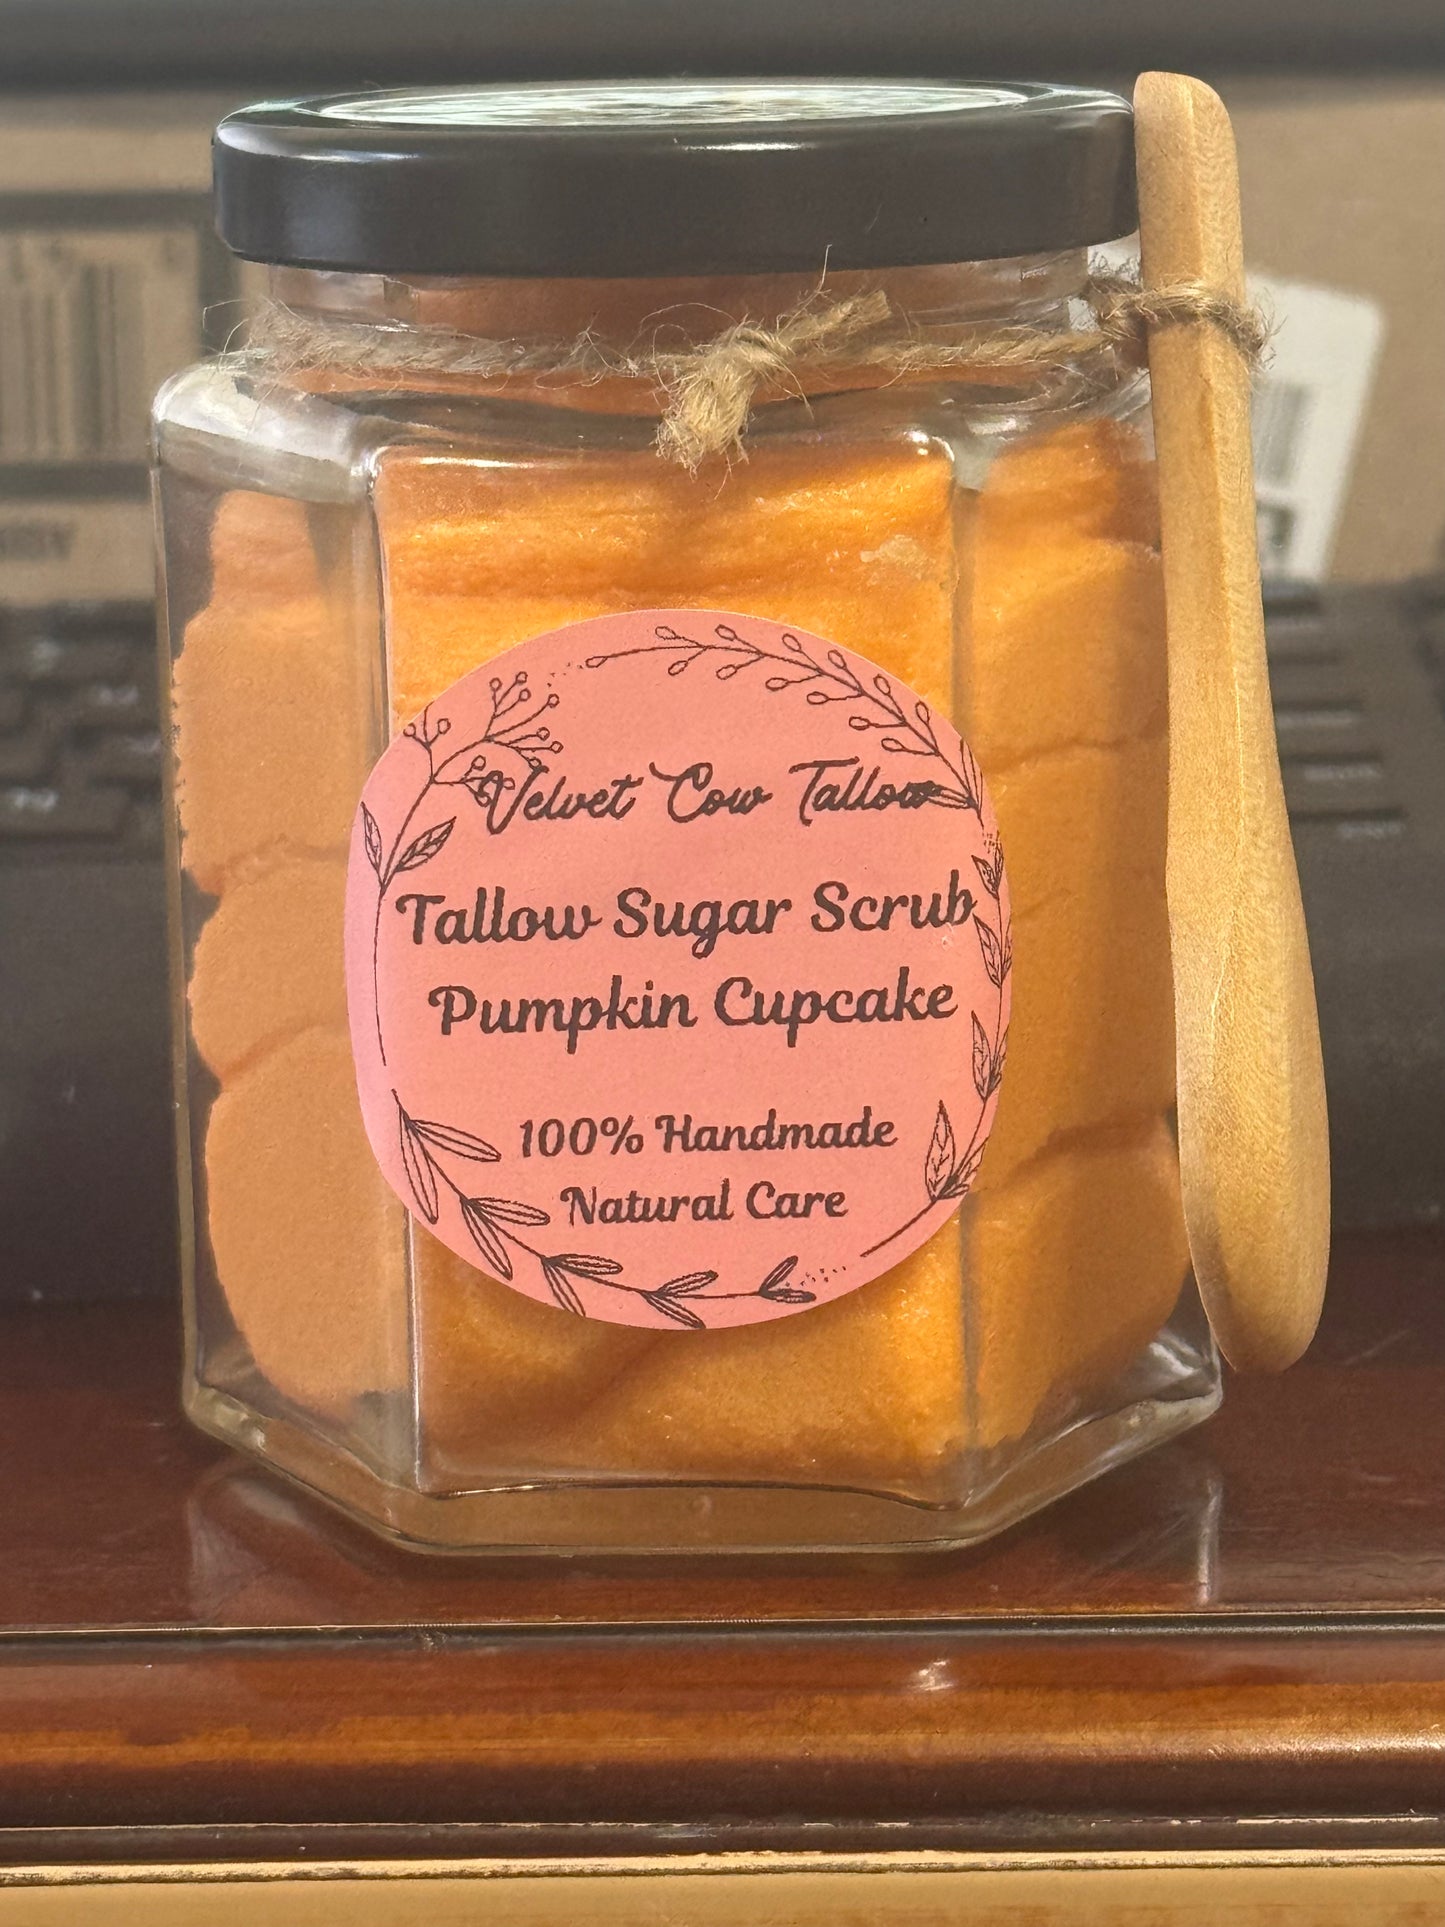 Velvet Cow Tallow
Tallow Sugar Scrub
Pumpkin Cupcake
100% Handmade
Natural Care